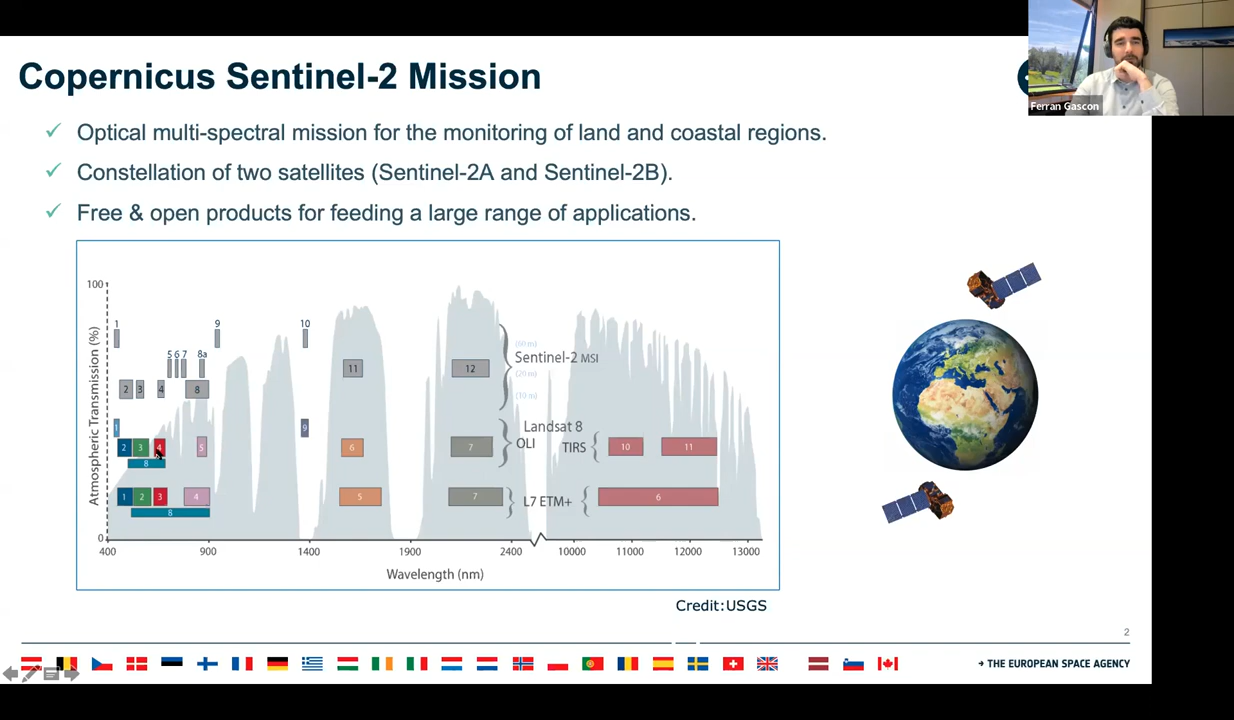 Copernicus Sentinel-2 Mission
Ferran Gascon
✓ Optical multi-spectral mission for the monitoring of land and coastal regions.
✓ Constellation of two satellites (Sentinel-2A and Sentinel-2B).
✓ Free & open products for feeding a large range of applications.
100
Atmospheric Transmission (%)
1 9 10
(60 m)
Sentinel-2 MSI
5 6 7 8a
11 12
(20 m)
2 3 4 8
(10 m)
1 9
Landsat 8
OLI
TIRS
2 3 4 5 6 7 10 11
8
1 2 3 4 5 7 L7 ETM+ 6
8
0
400 900 1400 1900 2400 10000 11000 12000 13000
Wavelength (nm)
Credit:USGS
2
→ THE EUROPEAN SPACE AGENCY